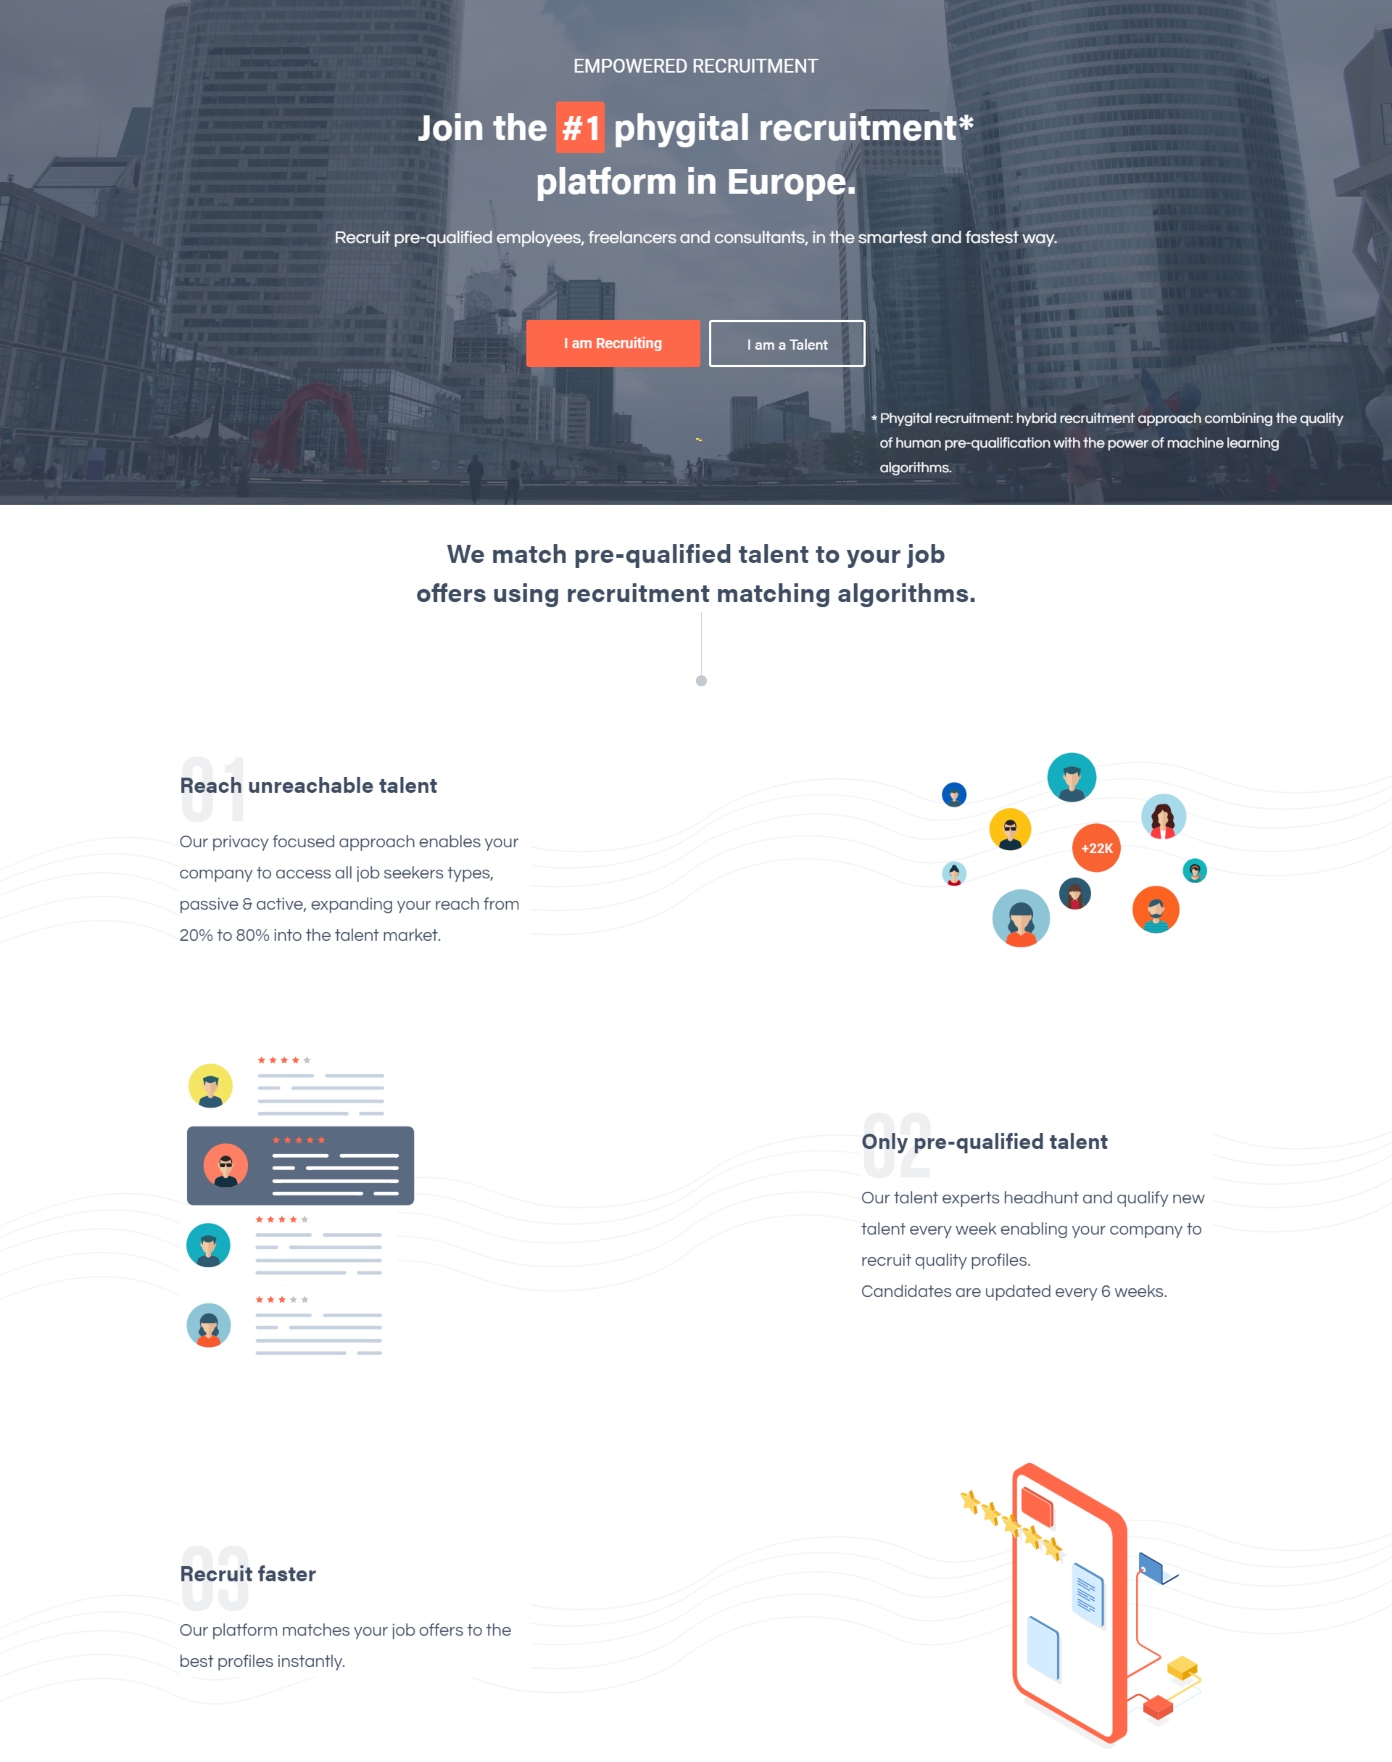 EMPOWERED RECRUITMENT
Join the #1 phygital recruitment*
platform in Europe.
Recruit pre-qualified employees, freelancers and consultants, in the smartest and fastest way.
I am Recruiting
I am a Talent
* Phygital recruitment: hybrid recruitment approach combining the quality
of human pre-qualification with the power of machine learning
algorithms.
We match pre-qualified talent to your job
offers using recruitment matching algorithms.
01
Reach unreachable talent
Our privacy focused approach enables your
company to access all job seekers types,
passive & active, expanding your reach from
20% to 80% into the talent market.
+22K
02
Only pre-qualified talent
Our talent experts headhunt and qualify new
talent every week enabling your company to
recruit quality profiles.
Candidates are updated every 6 weeks.
03
Recruit faster
Our platform matches your job offers to the
best profiles instantly.